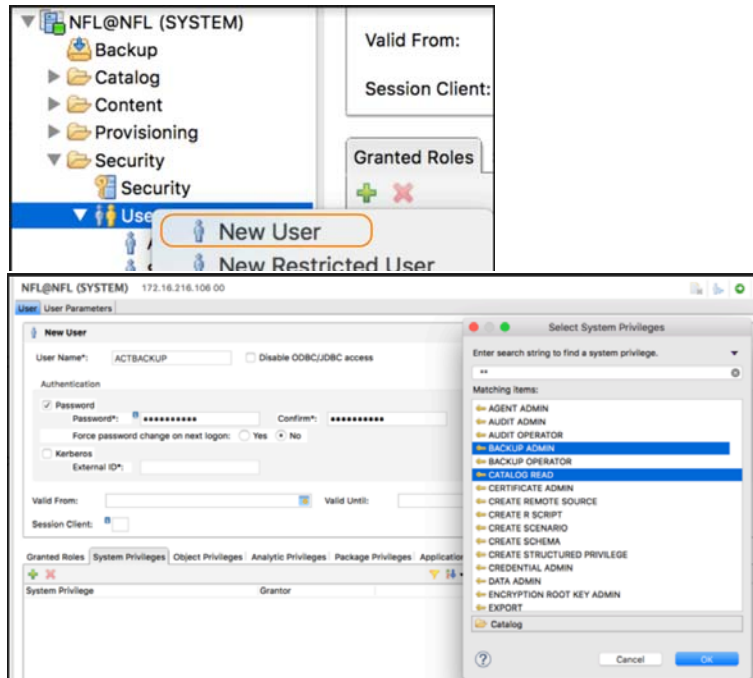 NFL@NFL (SYSTEM)
Backup
Catalog
Content
Provisioning
Security
Security
Use
New User
New Restricted User
Valid From:
Session Client:
Granted Roles
NFL@NFL (SYSTEM) 172.16.216.106 00
User User Parameters
New User
User Name*: ACTBACKUP Disable ODBC/JDBC access
Authentication
Password
Password*: •••••••••• Confirm*: ••••••••••
Force password change on next logon: Yes No
Kerberos
External ID*:
Valid From: Valid Until:
Session Client:
Granted Roles System Privileges Object Privileges Analytic Privileges Package Privileges Application
System Privilege Grantor
Select System Privileges
Enter search string to find a system privilege.
**
Matching items:
AGENT ADMIN
AUDIT ADMIN
AUDIT OPERATOR
BACKUP ADMIN
BACKUP OPERATOR
CATALOG READ
CERTIFICATE ADMIN
CREATE REMOTE SOURCE
CREATE R SCRIPT
CREATE SCENARIO
CREATE SCHEMA
CREATE STRUCTURED PRIVILEGE
CREDENTIAL ADMIN
DATA ADMIN
ENCRYPTION ROOT KEY ADMIN
EXPORT
Catalog
Cancel OK